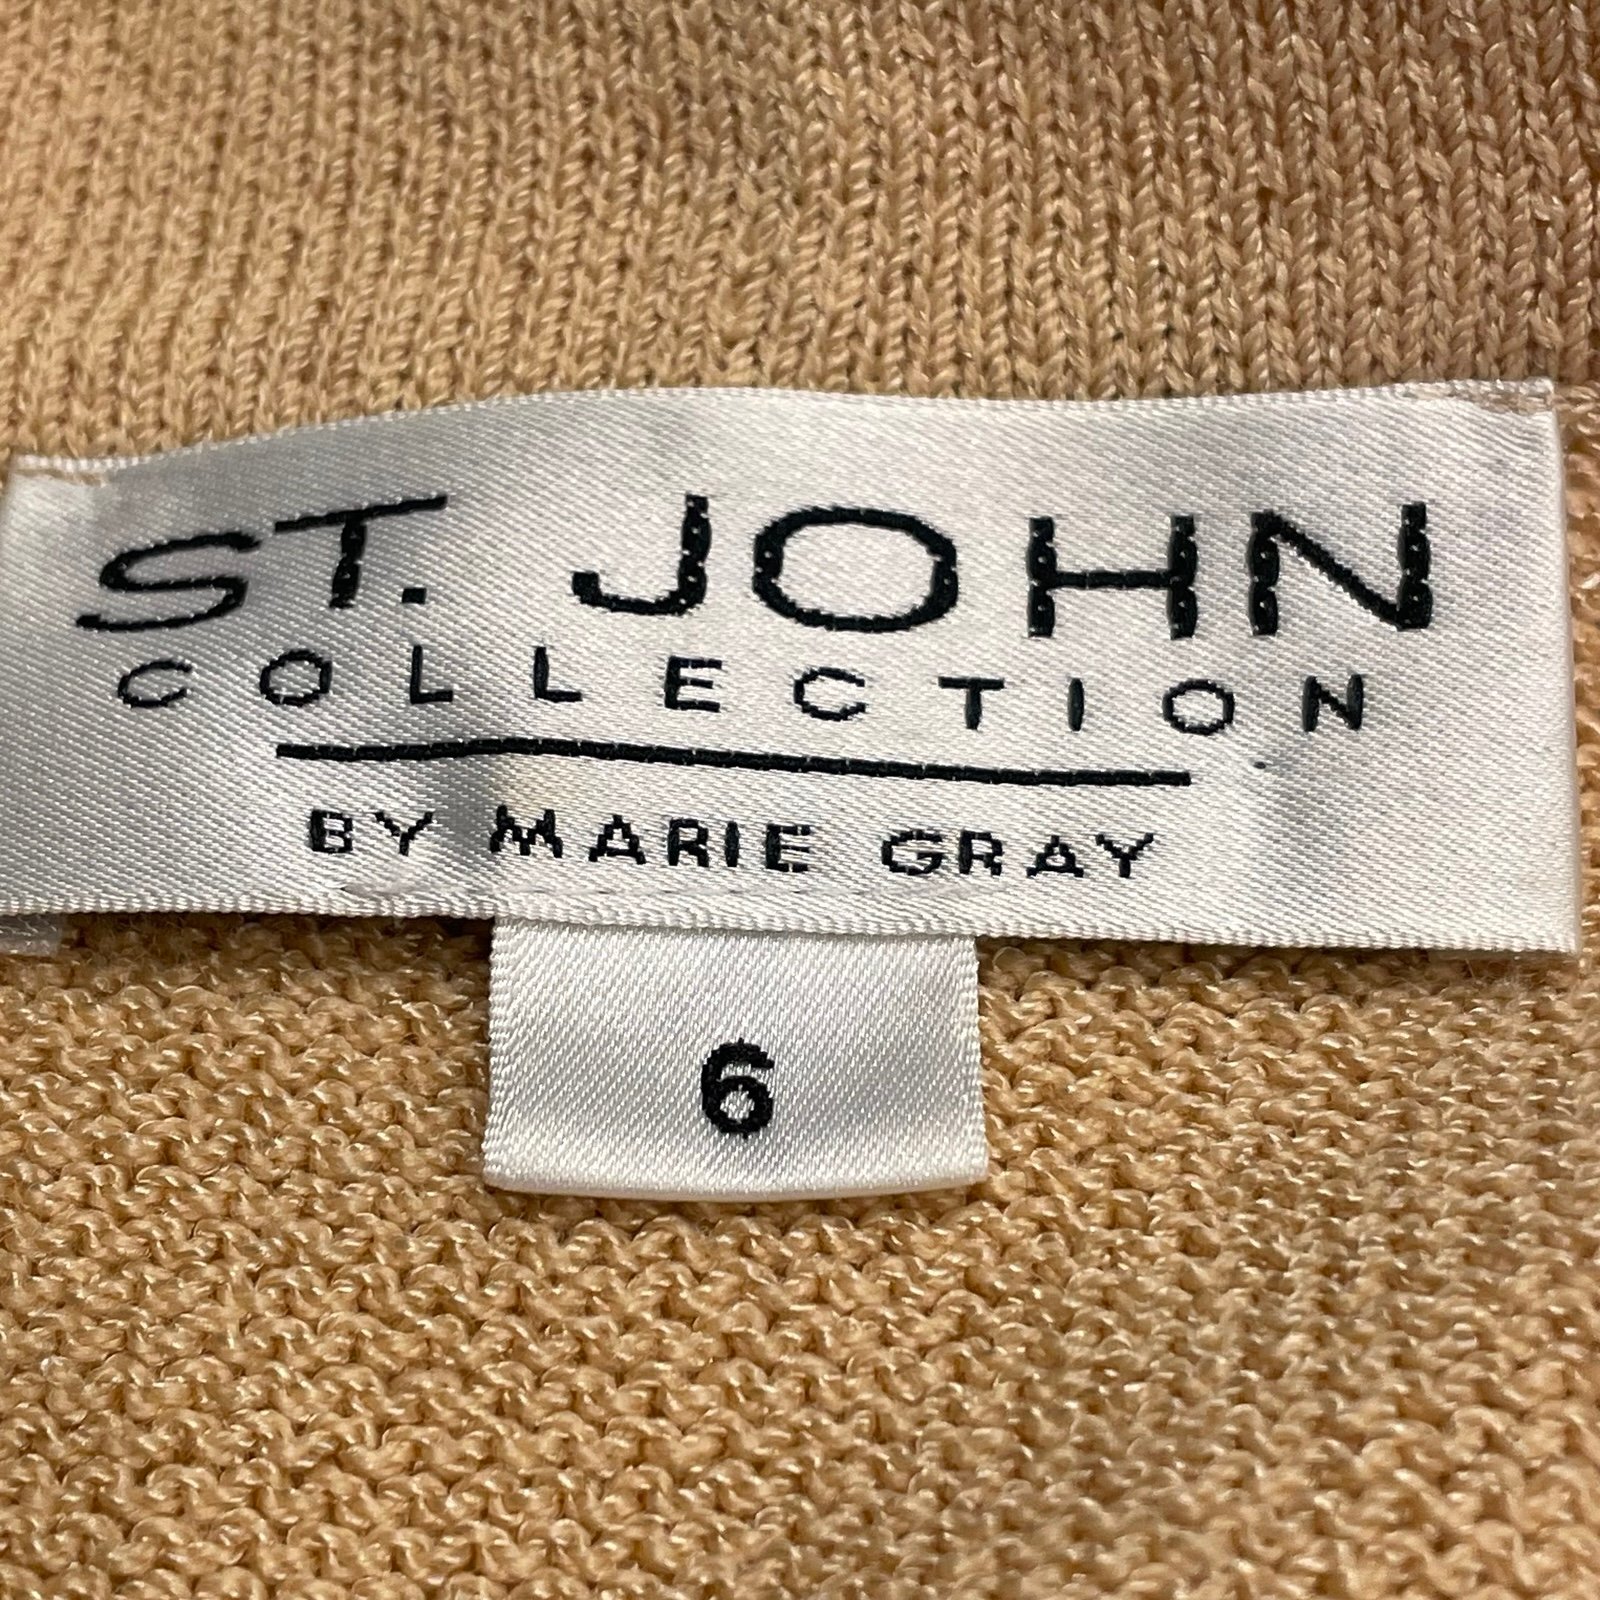 ST. JOHN
COLLECTION
BY MARIE GRAY
6